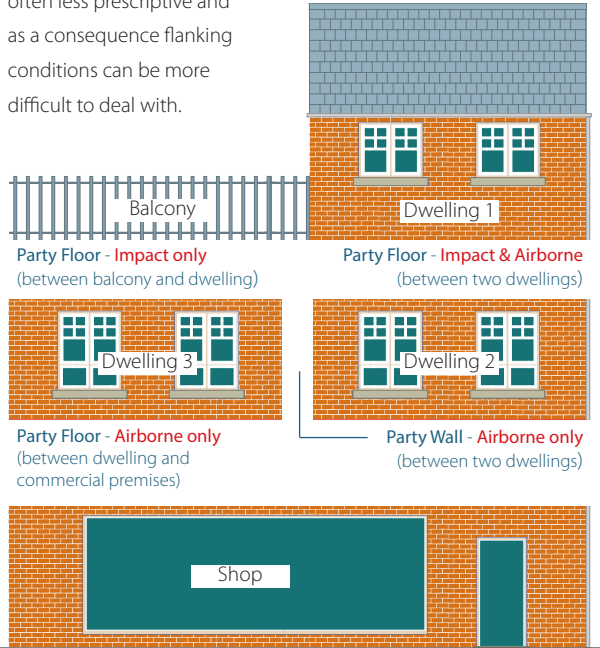 often less prescriptive and
as a consequence flanking
conditions can be more
difficult to deal with.
Balcony
Dwelling 1
Party Floor - Impact only
(between balcony and dwelling)
Party Floor - Impact & Airborne
(between two dwellings)
Dwelling 3
Dwelling 2
Party Floor - Airborne only
(between dwelling and
commercial premises)
Party Wall - Airborne only
(between two dwellings)
Shop